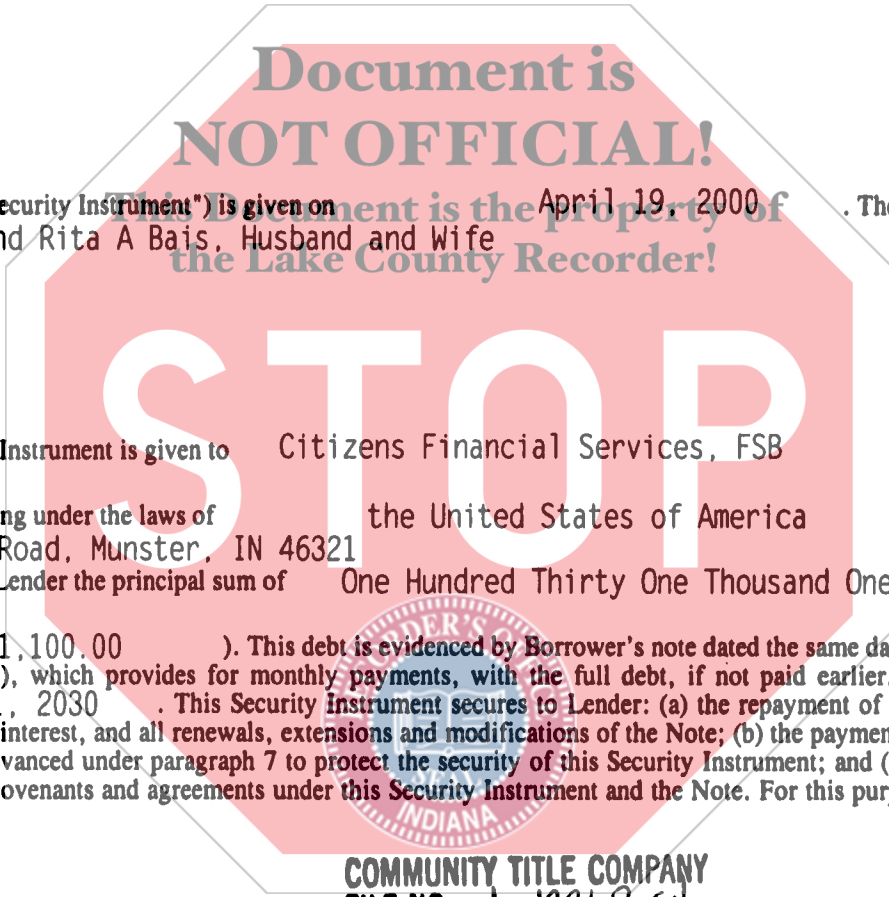 Document is
NOT OFFICIAL!
This Document is the property of
the Lake County Recorder!
ecurity Instrument") is given on April 19, 2000 . The
nd Rita A Bais, Husband and Wife
STOP
Instrument is given to Citizens Financial Services, FSB
ng under the laws of the United States of America
Road, Munster, IN 46321
Lender the principal sum of One Hundred Thirty One Thousand One
1,100.00 ). This debt is evidenced by Borrower's note dated the same da
), which provides for monthly payments, with the full debt, if not paid earlier,
, 2030 . This Security Instrument secures to Lender: (a) the repayment of
interest, and all renewals, extensions and modifications of the Note; (b) the paymen
vanced under paragraph 7 to protect the security of this Security Instrument; and (
ovenants and agreements under this Security Instrument and the Note. For this pur
RECORDER'S OFFICE
SEAL
INDIANA
COMMUNITY TITLE COMPANY